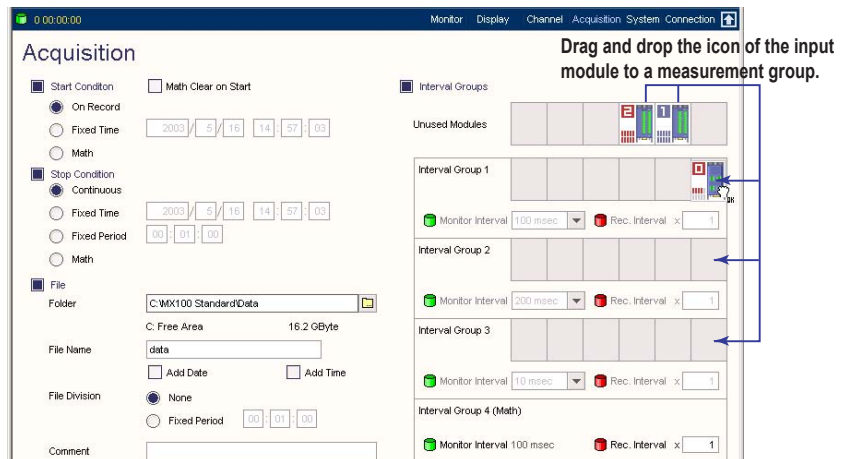 0 00:00:00 Monitor Display Channel Acquisition System Connection
Acquisition
Drag and drop the icon of the input
module to a measurement group.
Start Conditon
Math Clear on Start
On Record
Fixed Time 2003 / 5 / 16 14 : 57 : 03
Math
Stop Condition
Continuous
Fixed Time 2003 / 5 / 16 14 : 57 : 03
Fixed Period 00 : 01 : 00
Math
File
Folder C:\MX100 Standard\Data
C: Free Area 16.2 GByte
File Name data
Add Date Add Time
File Division None
Fixed Period 00 : 01 : 00
Comment
Interval Groups
Unused Modules 2 1
Interval Group 1 0
OK
Monitor Interval 100 msec Rec. Interval x 1
Interval Group 2
Monitor Interval 200 msec Rec. Interval x 1
Interval Group 3
Monitor Interval 10 msec Rec. Interval x 1
Interval Group 4 (Math)
Monitor Interval 100 msec Rec. Interval x 1